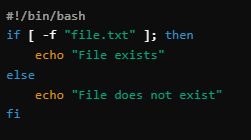 #!/bin/bash
if [ -f "file.txt" ]; then
    echo "File exists"
else
    echo "File does not exist"
fi